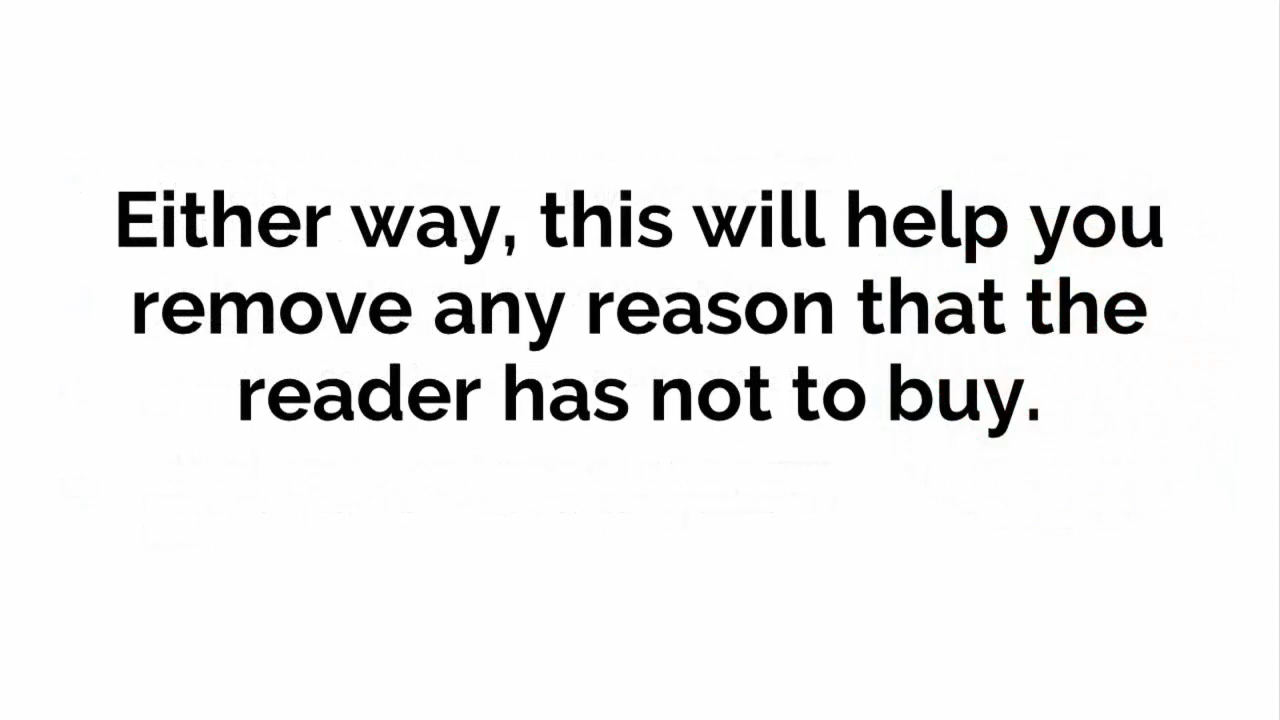 Either way, this will help you
remove any reason that the
reader has not to buy.